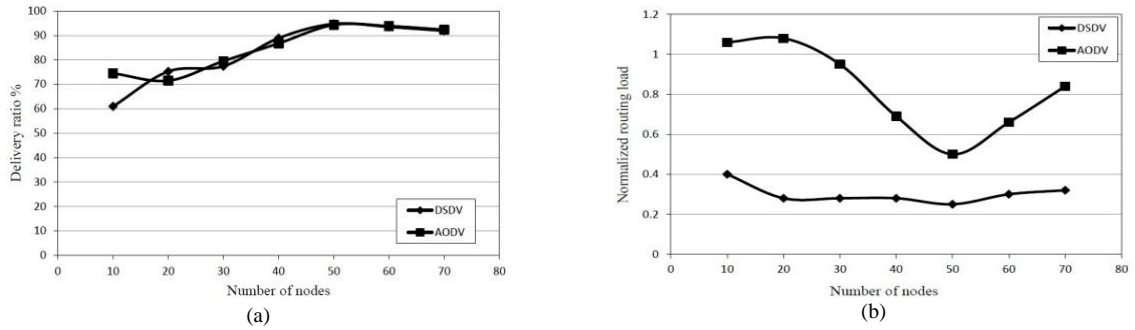 Delivery ratio %
100
90
80
70
60
50
40
30
20
10
0
DSDV
AODV
0 10 20 30 40 50 60 70 80
Number of nodes
(a)
Normalized routing load
1.2
1
0.8
0.6
0.4
0.2
0
DSDV
AODV
0 10 20 30 40 50 60 70 80
Number of nodes
(b)